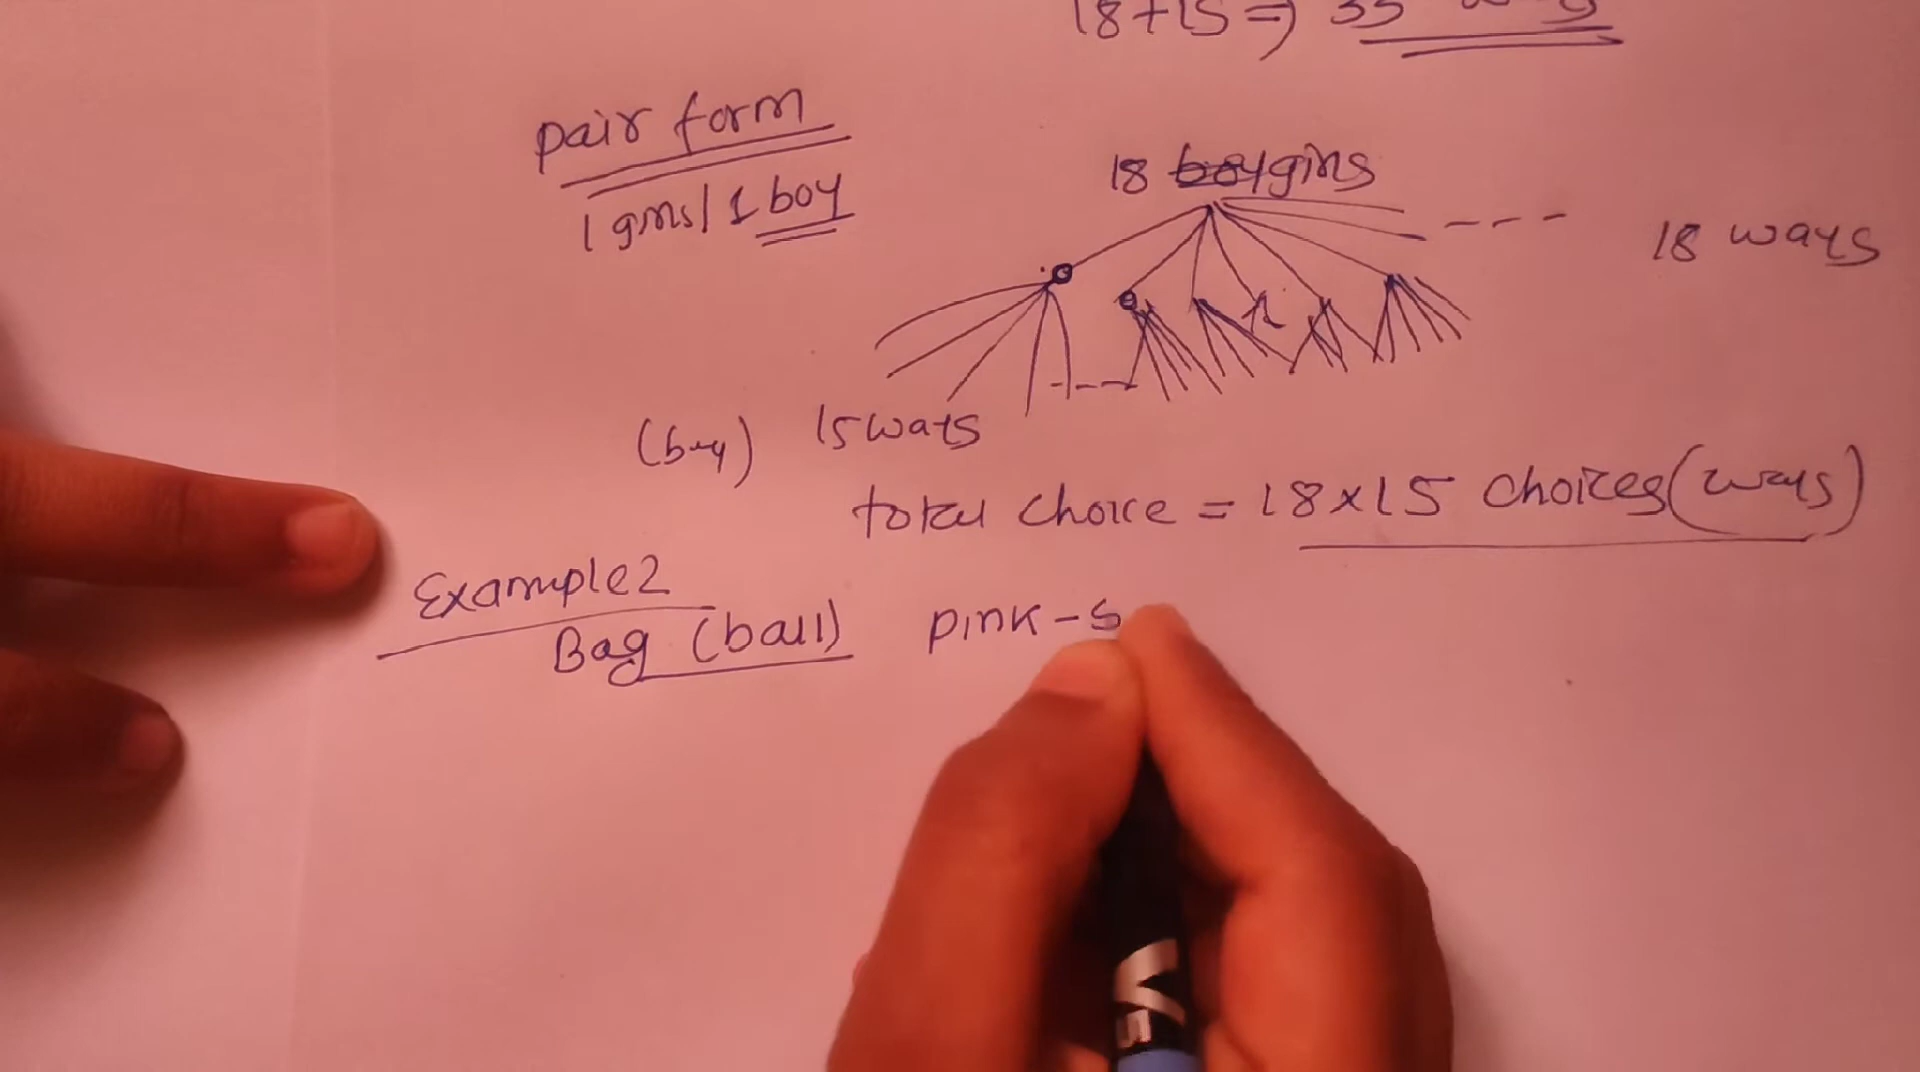 18+15 => 33 ways
pair form
1 girls/1 boy
18 girls
18 ways
(boy) 15 ways
total choice = 18x15 choices (ways)
Example 2
Bag (ball) pink - 5